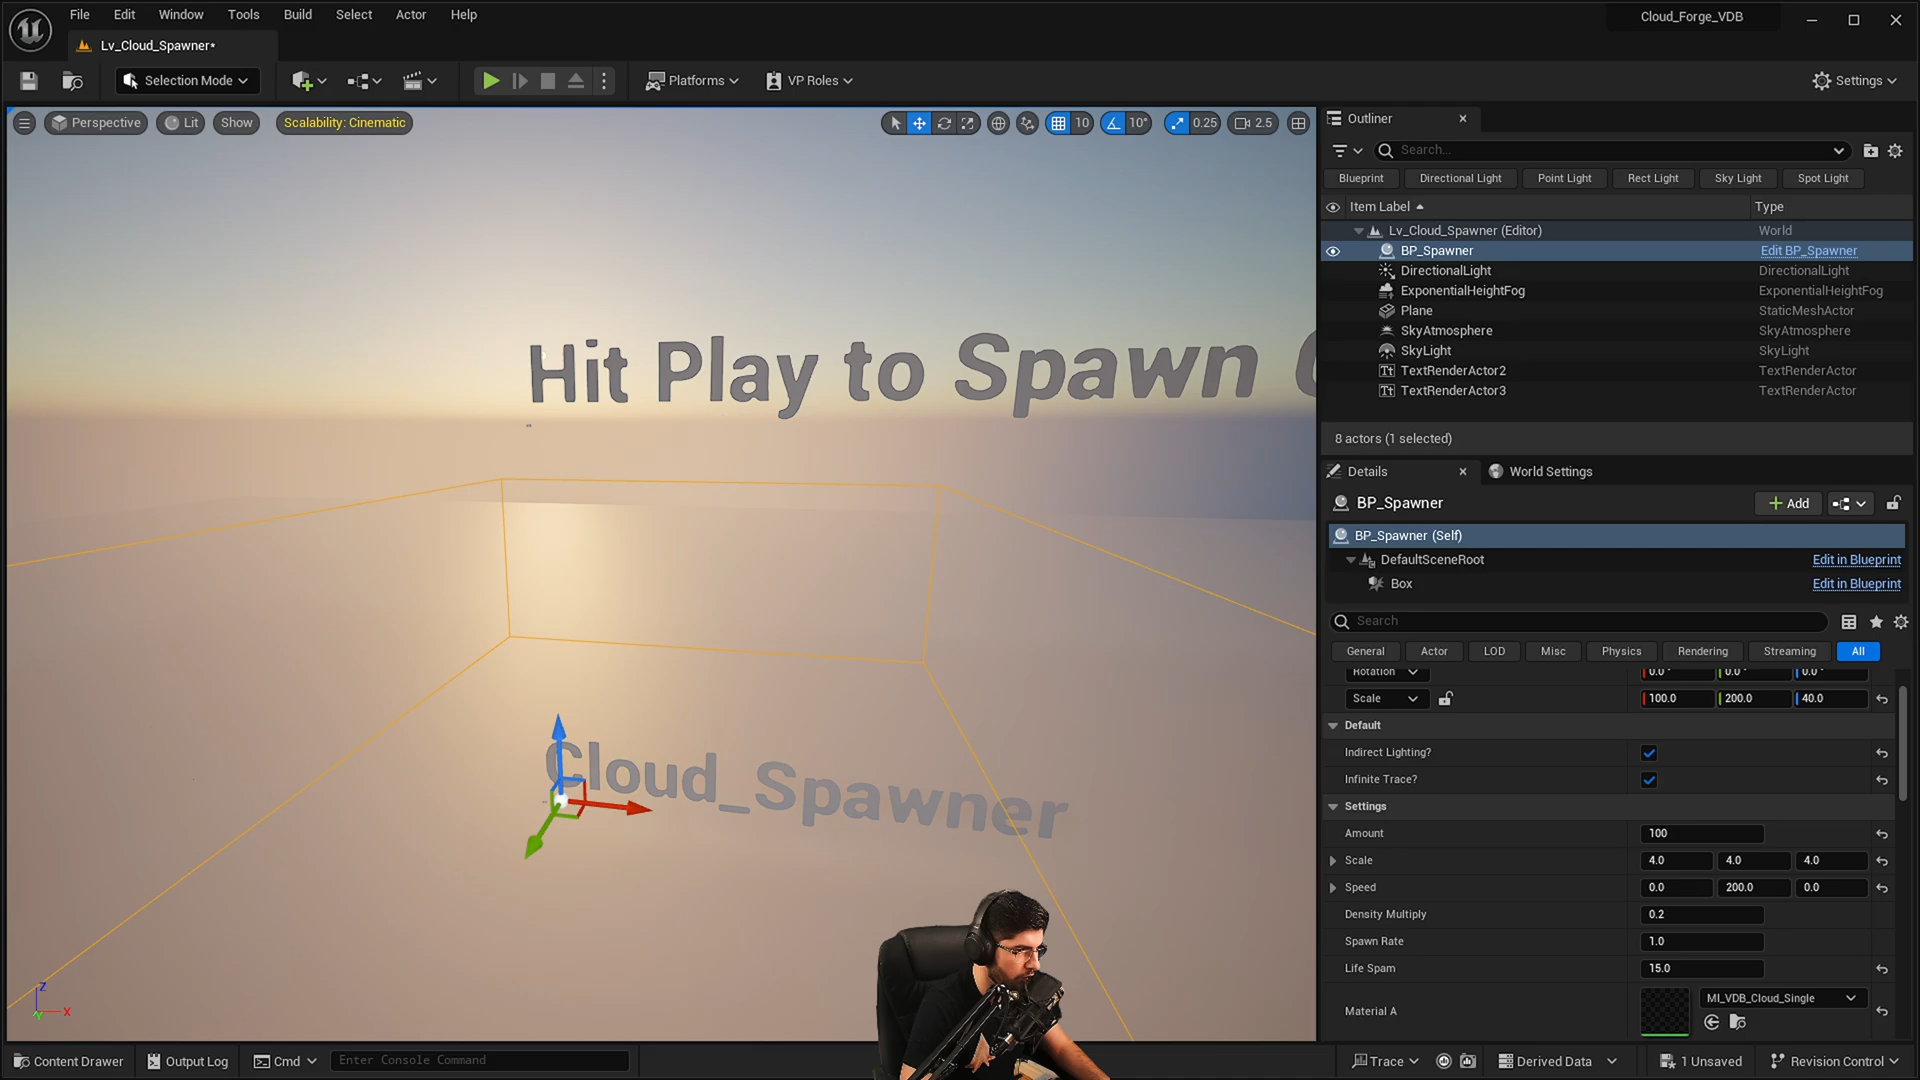 File Edit Window Tools Build Select Actor Help
Cloud_Forge_VDB
Lv_Cloud_Spawner*
Selection Mode
Platforms
VP Roles
Settings
Perspective
Lit
Show
Scalability: Cinematic
10
10°
0.25
2.5
Hit Play to Spawn
Cloud_Spawner
Z
X
Y
Outliner
Search...
Blueprint
Directional Light
Point Light
Rect Light
Sky Light
Spot Light
Item Label
Type
Lv_Cloud_Spawner (Editor) World
BP_Spawner Edit BP_Spawner
DirectionalLight DirectionalLight
ExponentialHeightFog ExponentialHeightFog
Plane StaticMeshActor
SkyAtmosphere SkyAtmosphere
SkyLight SkyLight
TextRenderActor2 TextRenderActor
TextRenderActor3 TextRenderActor
8 actors (1 selected)
Details
World Settings
BP_Spawner
Add
BP_Spawner (Self)
DefaultSceneRoot Edit in Blueprint
Box Edit in Blueprint
Search
General Actor LOD Misc Physics Rendering Streaming All
Rotation 0.0° 0.0° 0.0°
Scale 100.0 200.0 40.0
Default
Indirect Lighting?
Infinite Trace?
Settings
Amount 100
Scale 4.0 4.0 4.0
Speed 0.0 200.0 0.0
Density Multiply 0.2
Spawn Rate 1.0
Life Spam 15.0
Material A MI_VDB_Cloud_Single
Content Drawer
Output Log
Cmd
Enter Console Command
Trace
Derived Data
1 Unsaved
Revision Control